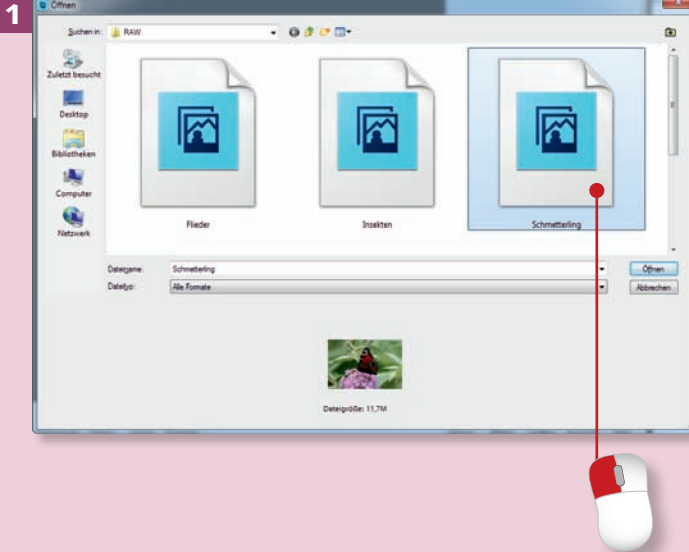 1
Öffnen
Suchen in: RAW
Zuletzt besucht
Desktop
Bibliotheken
Computer
Netzwerk
Flieder
Insekten
Schmetterling
Dateiname: Schmetterling
Öffnen
Dateityp: Alle Formate
Abbrechen
Dateigröße: 11,7M